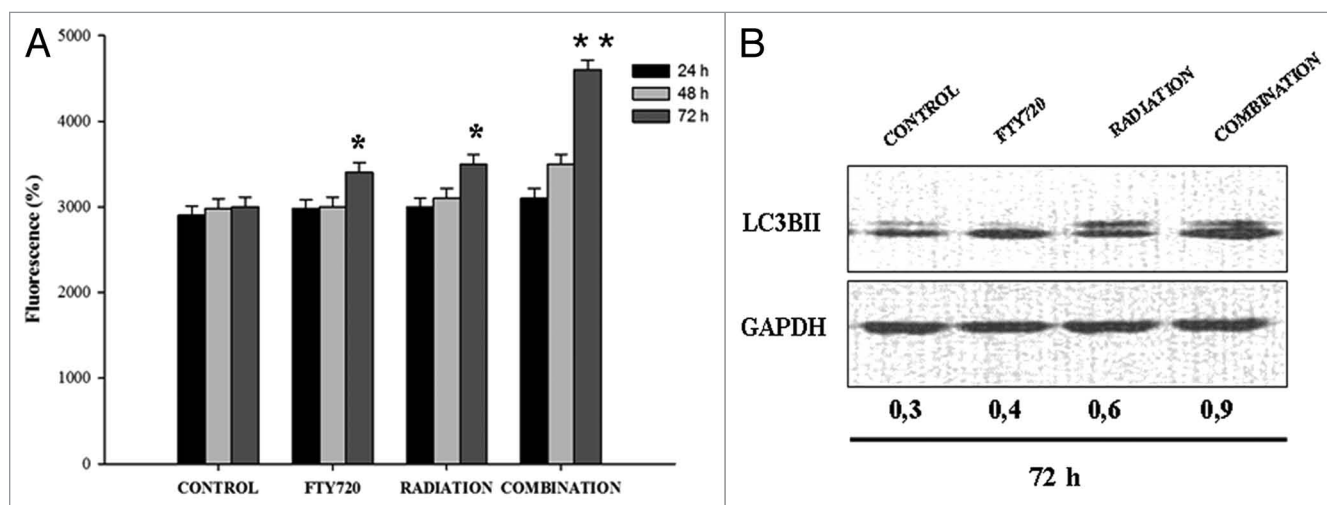 A
5000
4000
3000
2000
1000
0
Fluorescence (%)
* * * *
24 h
48 h
72 h
CONTROL FTY720 RADIATION COMBINATION
B
CONTROL FTY720 RADIATION COMBINATION
LC3BII
GAPDH
0,3 0,4 0,6 0,9
72 h